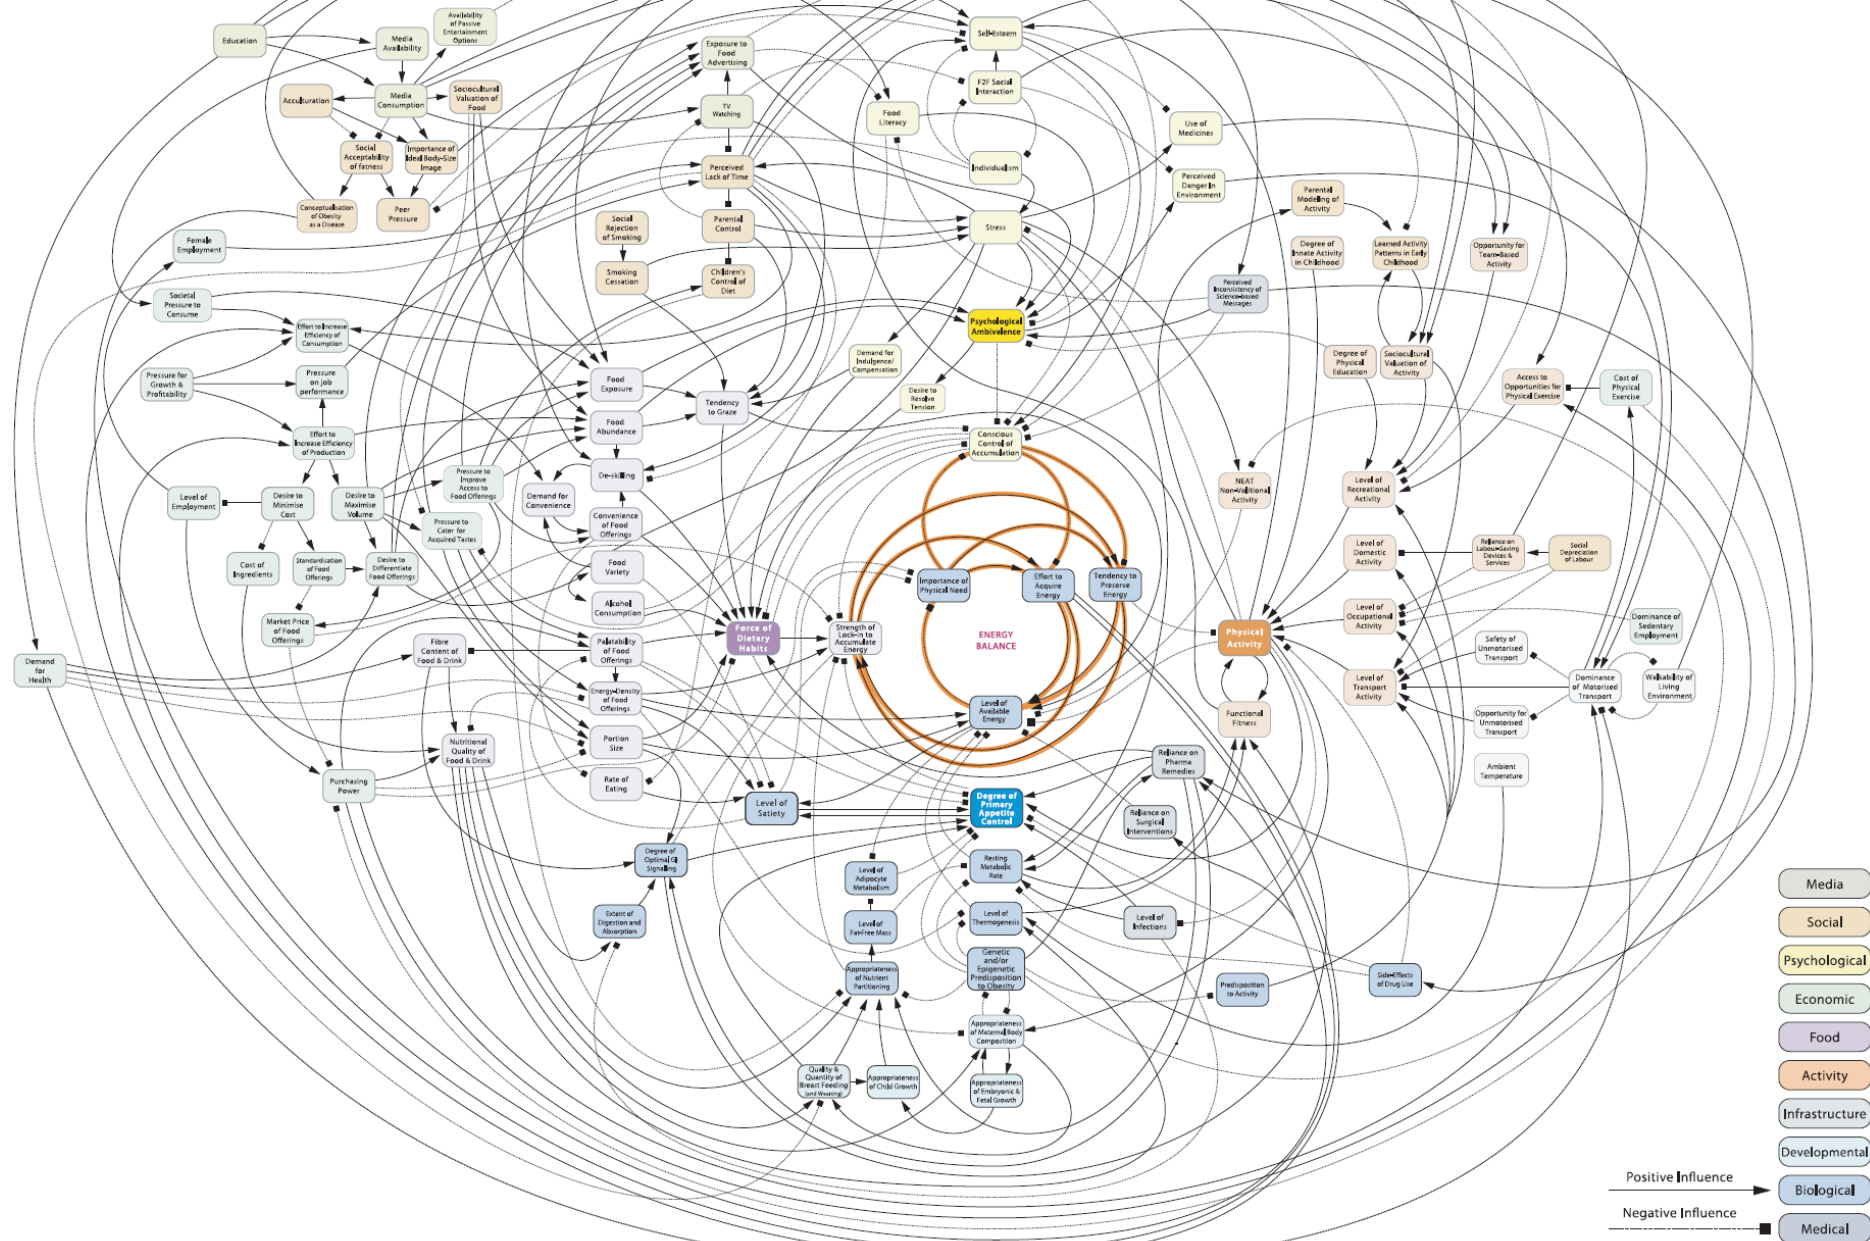 Education
Media
Availability
Availability
of Passive
Entertainment
Options
Acculturation
Media
Consumption
Sociocultural
Valuation of
Food
Social
Acceptability
of fatness
Importance of
Ideal Body-Size
Image
Conceptualisation
of Obesity
as a Disease
Peer
Pressure
Exposure to
Food
Advertising
TV
Watching
Perceived
Lack of Time
Social
Rejection
of Smoking
Parental
Control
Smoking
Cessation
Children's
Control of
Diet
Self-Esteem
F2F Social
Interaction
Food
Literacy
Individualism
Stress
Use of
Medicines
Perceived
Danger in
Environment
Psychological
Ambivalence
Demand for
Indulgence/
Compensation
Desire to
Resolve
Tension
Conscious
Control of
Accumulation
Perceived
Inconsistency of
Science-based
Messages
Parental
Modeling of
Activity
Degree of
Innate Activity
in Childhood
Learned Activity
Patterns in Early
Childhood
Opportunity for
Team-Based
Activity
Degree of
Physical
Education
Sociocultural
Valuation of
Activity
Access to
Opportunities for
Physical Exercise
Cost of
Physical
Exercise
Female
Employment
Societal
Pressure to
Consume
Effort to Increase
Efficiency of
Consumption
Pressure for
Growth &
Profitability
Pressure
on job
performance
Effort to
Increase Efficiency
of Production
Level of
Employment
Desire to
Minimise
Cost
Desire to
Maximise
Volume
Pressure to
Improve
Access to
Food Offerings
Pressure to
Cater for
Acquired Tastes
Cost of
Ingredients
Standardisation
of Food
Offerings
Desire to
Differentiate
Food Offerings
Market Price
of Food
Offerings
Demand
for
Health
Purchasing
Power
Food
Exposure
Food
Abundance
Tendency
to Graze
De-skilling
Demand for
Convenience
Convenience
of Food
Offerings
Food
Variety
Alcohol
Consumption
Fibre
Content of
Food & Drink
Palatability
of Food
Offerings
Energy-Density
of Food
Offerings
Portion
Size
Rate of
Eating
Nutritional
Quality of
Food & Drink
Force of
Dietary
Habits
Strength of
Lock-in to
Accumulate
Energy
Importance of
Physical Need
Effort to
Acquire
Energy
Tendency to
Preserve
Energy
ENERGY
BALANCE
Level of
Available
Energy
NEAT
Non-Volitional
Activity
Level of
Recreational
Activity
Level of
Domestic
Activity
Reliance on
Labour-Saving
Devices &
Services
Social
Depreciation
of Labour
Level of
Occupational
Activity
Dominance of
Sedentary
Employment
Physical
Activity
Safety of
Unmotorised
Transport
Level of
Transport
Activity
Dominance
of Motorised
Transport
Walkability of
Living
Environment
Opportunity for
Unmotorised
Transport
Functional
Fitness
Ambient
Temperature
Level of
Satiety
Degree of
Primary
Appetite
Control
Reliance on
Pharma
Remedies
Reliance on
Surgical
Interventions
Degree of
Optimal GI
Signalling
Extent of
Digestion and
Absorption
Level of
Adipocyte
Metabolism
Resting
Metabolic
Rate
Level of
Fat-Free Mass
Level of
Thermogenesis
Level of
Infections
Appropriateness
of Nutrient
Partitioning
Genetic
and/or
Epigenetic
Predisposition
to Obesity
Predisposition
to Activity
Side-Effects
of Drug Use
Appropriateness
of Maternal Body
Composition
Quality &
Quantity of
Breast Feeding
(and Weaning)
Appropriateness
of Child Growth
Appropriateness
of Embryonic &
Fetal Growth
Media
Social
Psychological
Economic
Food
Activity
Infrastructure
Developmental
Biological
Medical
Positive Influence
Negative Influence